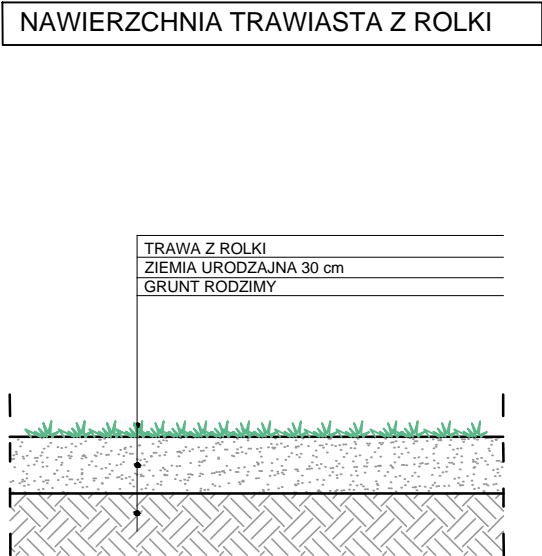 NAWIERZCHNIA TRAWIASTA Z ROLKI
TRAWA Z ROLKI
ZIEMIA URODZAJNA 30 cm
GRUNT RODZIMY